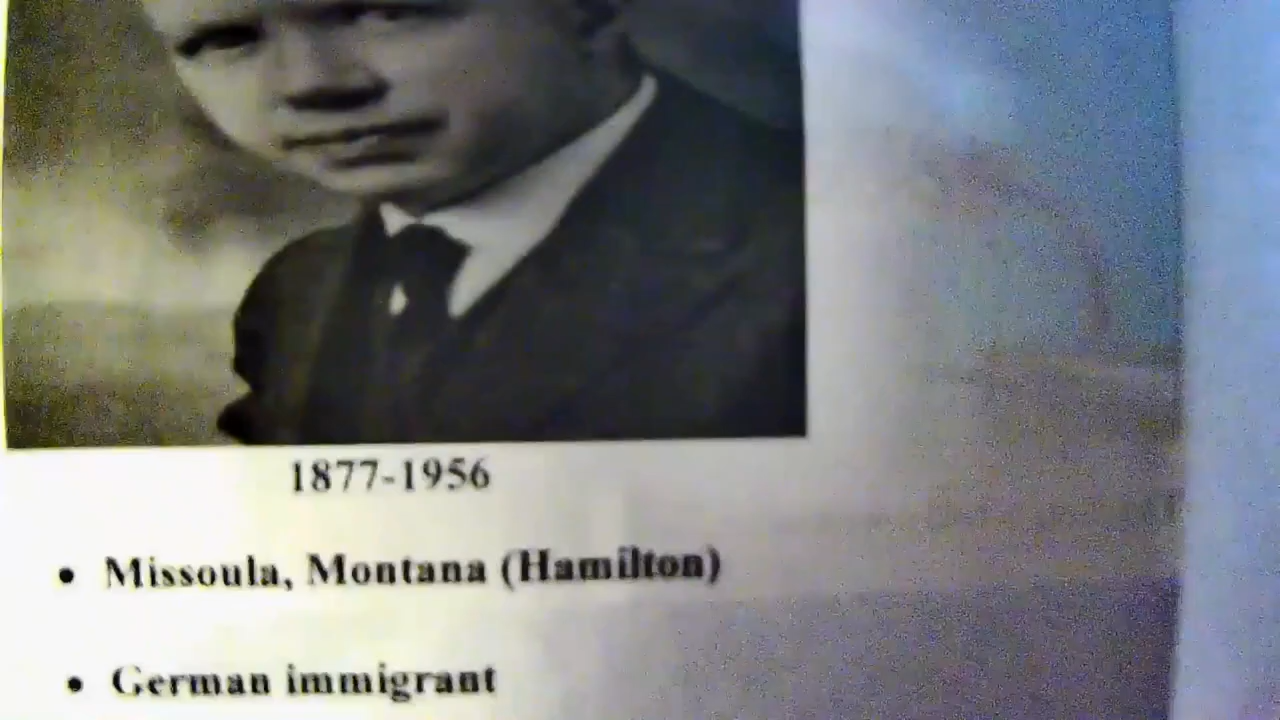 1877-1956
• Missoula, Montana (Hamilton)
• German immigrant